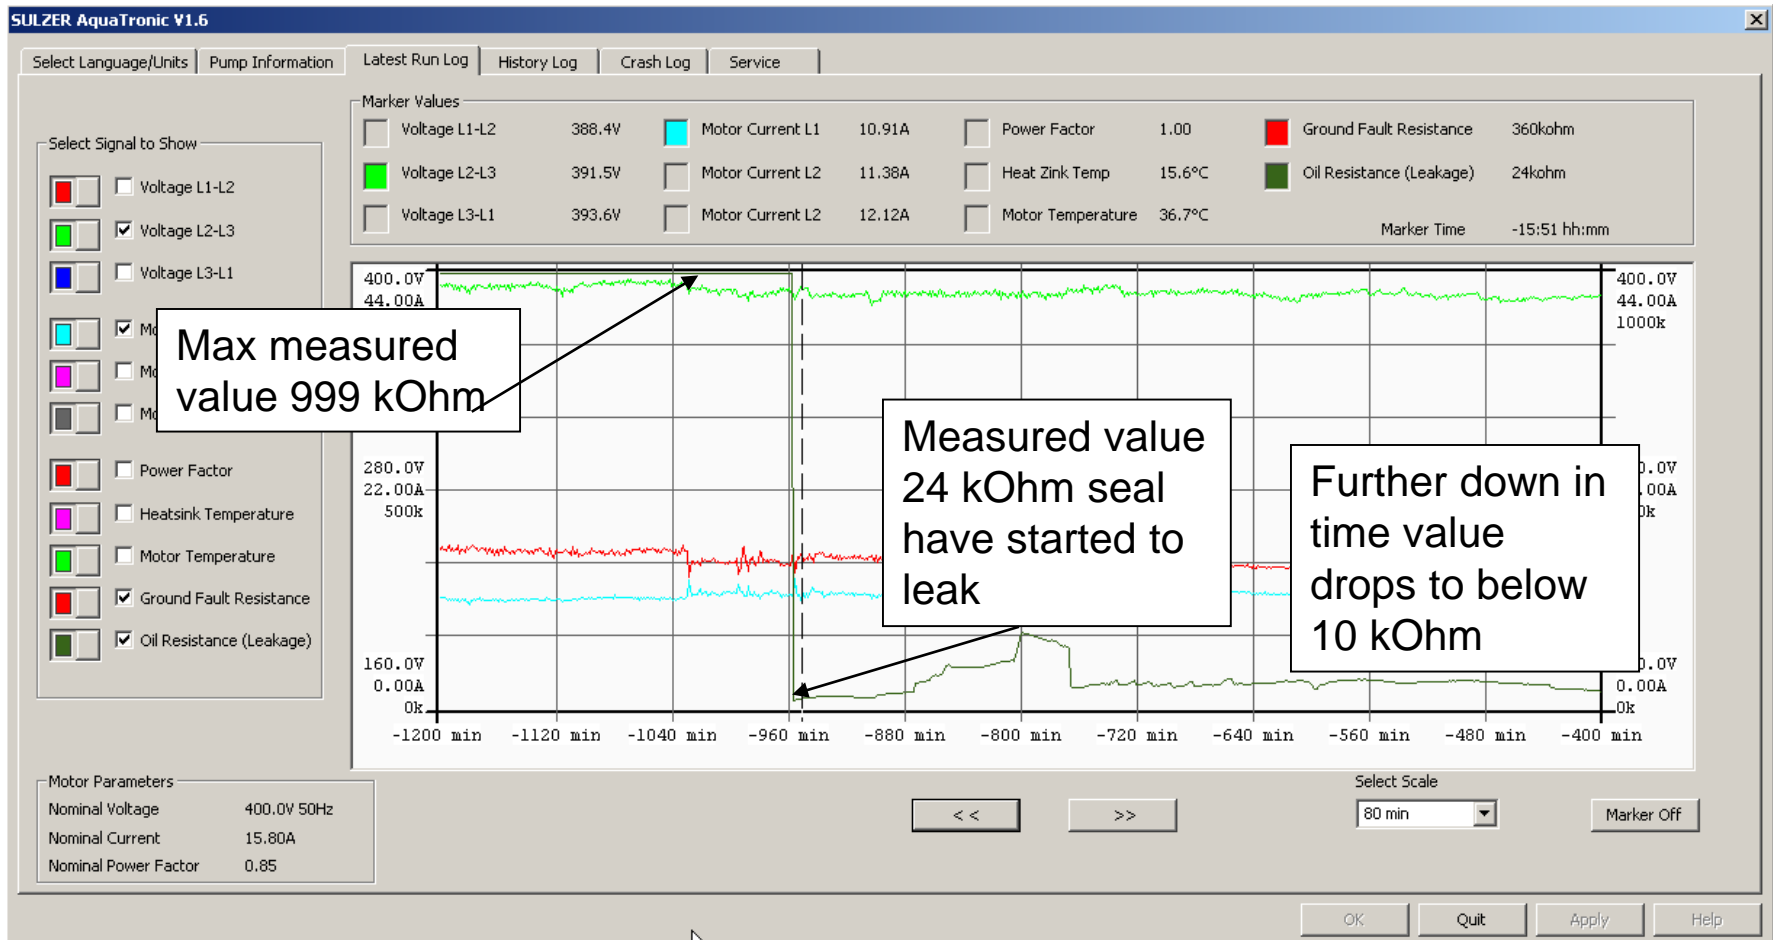 SULZER AquaTronic V1.6
Select Language/Units Pump Information Latest Run Log History Log Crash Log Service
Select Signal to Show
Voltage L1-L2
Voltage L2-L3
Voltage L3-L1
Mo
Mo
Mo
Power Factor
Heatsink Temperature
Motor Temperature
Ground Fault Resistance
Oil Resistance (Leakage)
Marker Values
Voltage L1-L2 388.4V Motor Current L1 10.91A Power Factor 1.00 Ground Fault Resistance 360kohm
Voltage L2-L3 391.5V Motor Current L2 11.38A Heat Zink Temp 15.6°C Oil Resistance (Leakage) 24kohm
Voltage L3-L1 393.6V Motor Current L2 12.12A Motor Temperature 36.7°C
Marker Time -15:51 hh:mm
400.0V 400.0V
44.00A 44.00A
1000k
Max measured
value 999 kOhm
Measured value
24 kOhm seal
have started to
leak
Further down in
time value
drops to below
10 kOhm
280.0V .0V
22.00A .00A
500k 0k
160.0V .0V
0.00A 0.00A
0k 0k
-1200 min -1120 min -1040 min -960 min -880 min -800 min -720 min -640 min -560 min -480 min -400 min
Motor Parameters
Nominal Voltage 400.0V 50Hz
Nominal Current 15.80A
Nominal Power Factor 0.85
<< >>
Select Scale
80 min
Marker Off
OK Quit Apply Help